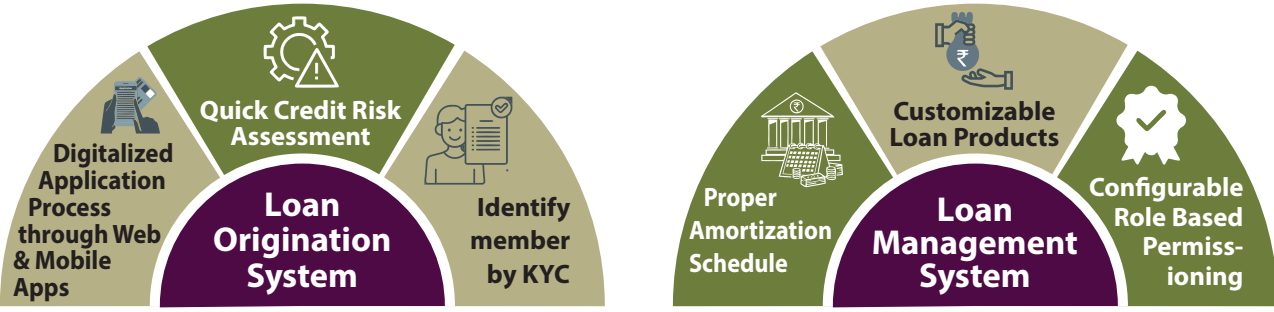 Digitalized
Application
Process
through Web
& Mobile
Apps
Quick Credit Risk
Assessment
Identify
member
by KYC
Loan
Origination
System
Proper
Amortization
Schedule
₹
Customizable
Loan Products
₹
Configurable
Role Based
Permiss-
ioning
Loan
Management
System